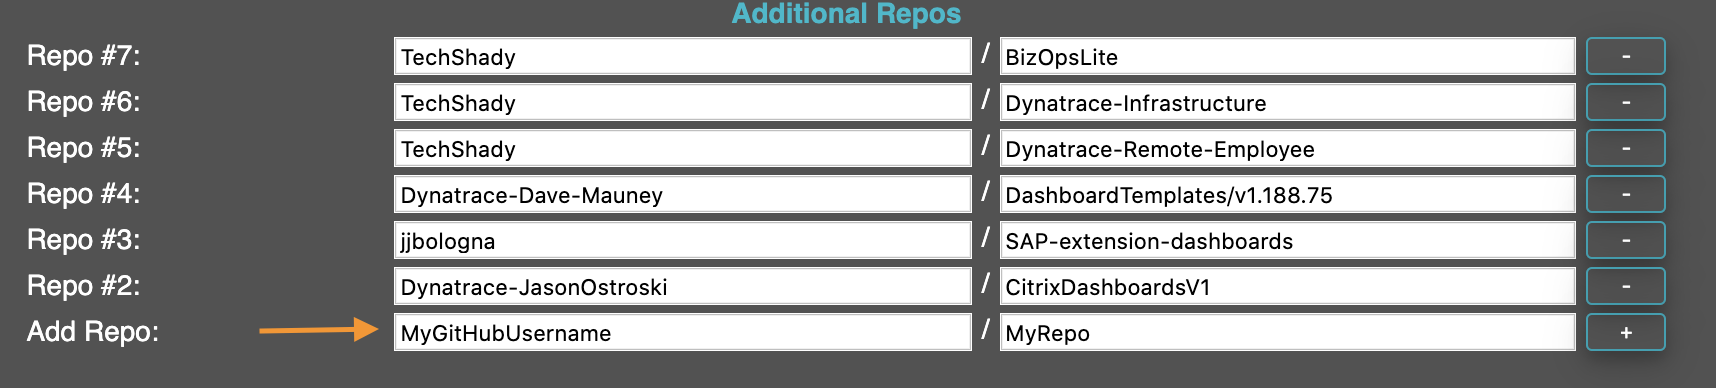 Additional Repos
Repo #7: TechShady / BizOpsLite -
Repo #6: TechShady / Dynatrace-Infrastructure -
Repo #5: TechShady / Dynatrace-Remote-Employee -
Repo #4: Dynatrace-Dave-Mauney / DashboardTemplates/v1.188.75 -
Repo #3: jjbologna / SAP-extension-dashboards -
Repo #2: Dynatrace-JasonOstroski / CitrixDashboardsV1 -
Add Repo: MyGitHubUsername / MyRepo +